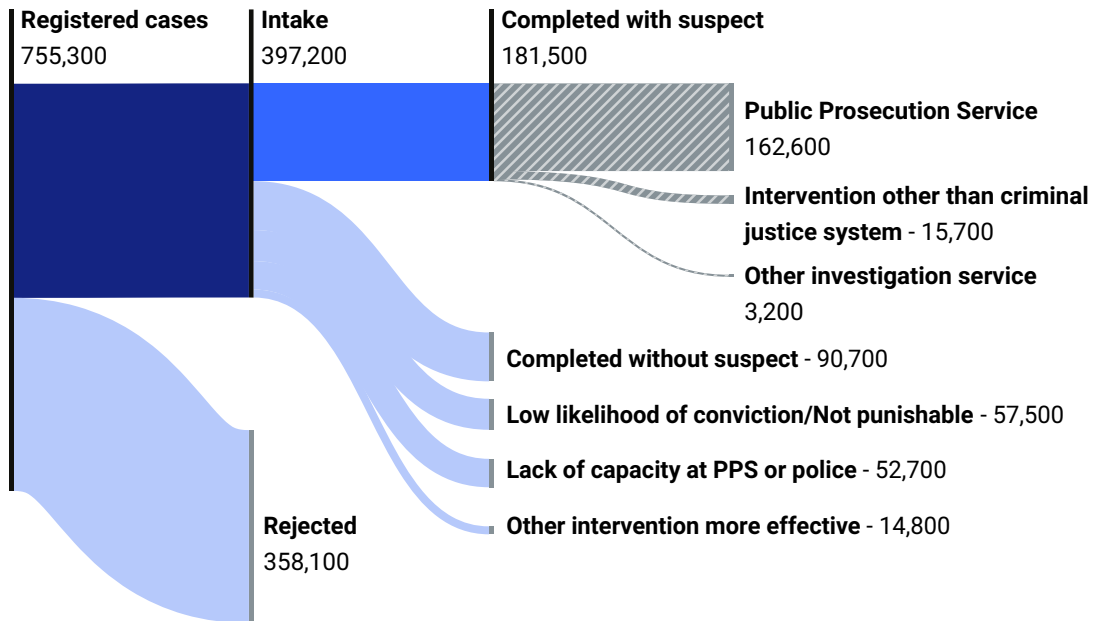 Registered cases
755,300
Intake
397,200
Completed with suspect
181,500
Public Prosecution Service
162,600
Intervention other than criminal
justice system - 15,700
Other investigation service
3,200
Completed without suspect - 90,700
Low likelihood of conviction/Not punishable - 57,500
Lack of capacity at PPS or police - 52,700
Other intervention more effective - 14,800
Rejected
358,100